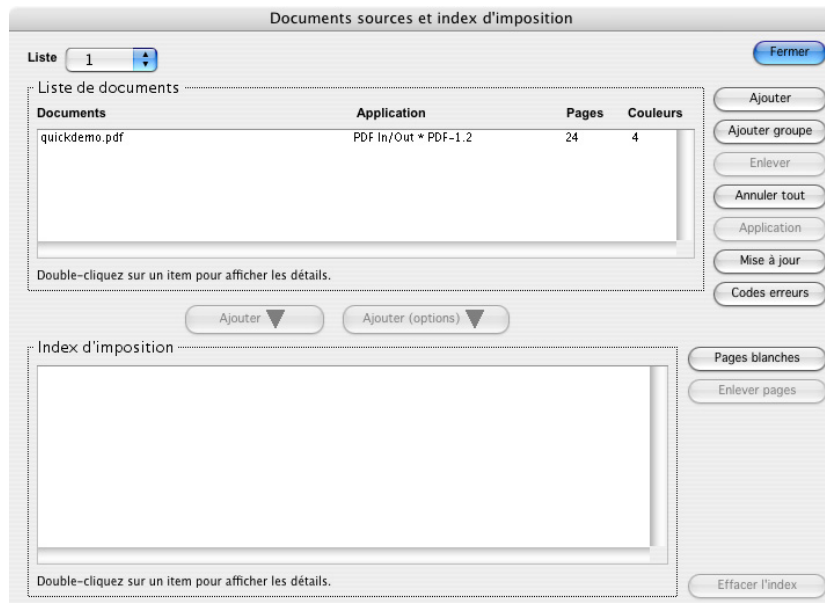 Documents sources et index d'imposition
Liste 1
Fermer
Liste de documents
Documents Application Pages Couleurs
quickdemo.pdf PDF In/Out * PDF-1.2 24 4
Double-cliquez sur un item pour afficher les détails.
Ajouter
Ajouter groupe
Enlever
Annuler tout
Application
Mise à jour
Codes erreurs
Ajouter Ajouter (options)
Index d'imposition
Pages blanches
Enlever pages
Double-cliquez sur un item pour afficher les détails.
Effacer l'index